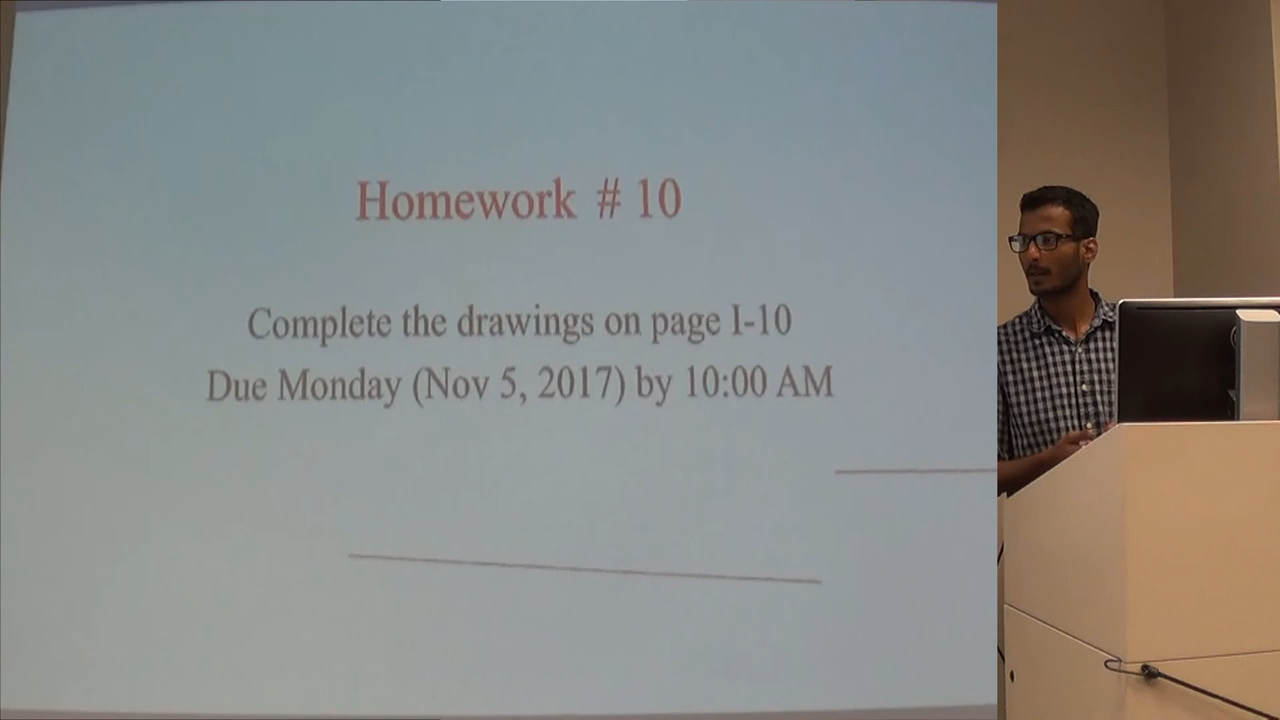 Homework # 10
Complete the drawings on page I-10
Due Monday (Nov 5, 2017) by 10:00 AM